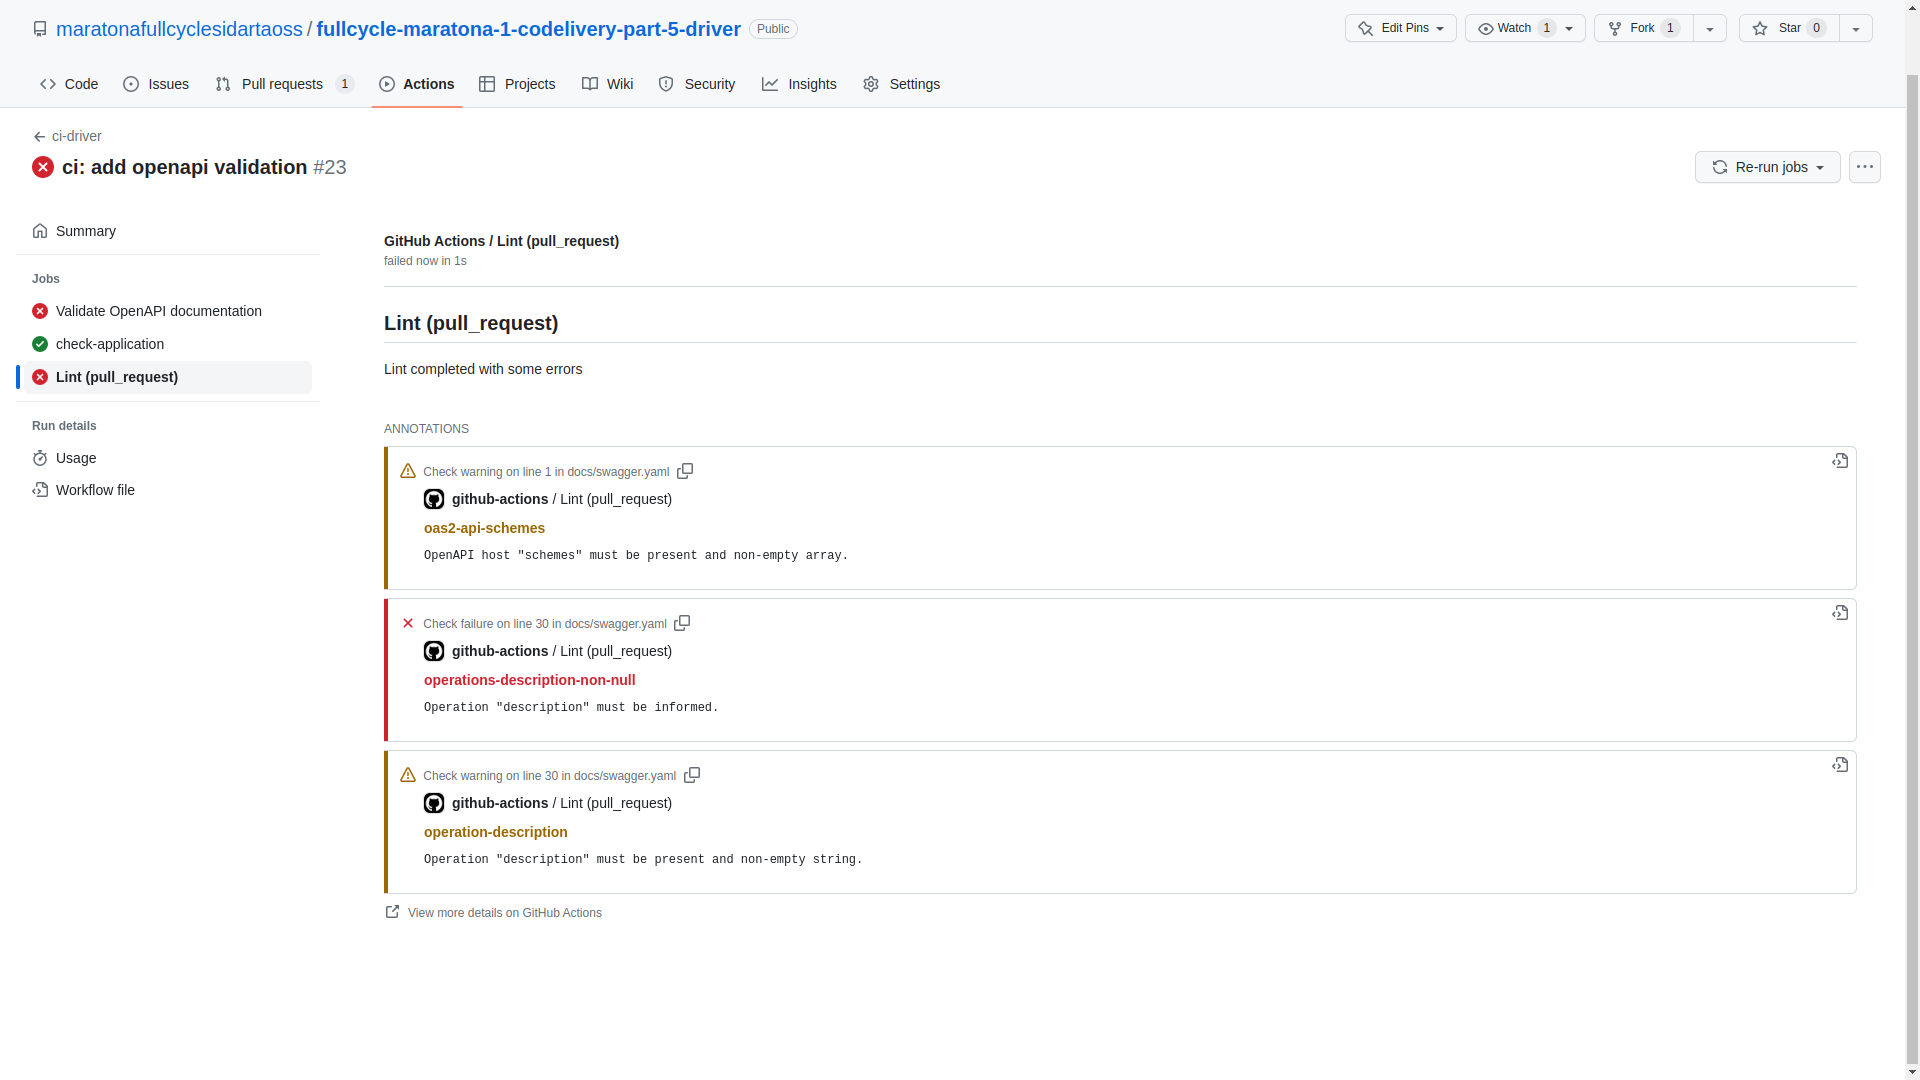 maratonafullcyclesidartaoss / fullcycle-maratona-1-codelivery-part-5-driver Public
Edit Pins Watch 1 Fork 1 Star 0
Code Issues Pull requests 1 Actions Projects Wiki Security Insights Settings
ci-driver
ci: add openapi validation #23
Re-run jobs
Summary
Jobs
Validate OpenAPI documentation
check-application
Lint (pull_request)
Run details
Usage
Workflow file
GitHub Actions / Lint (pull_request)
failed now in 1s
Lint (pull_request)
Lint completed with some errors
ANNOTATIONS
Check warning on line 1 in docs/swagger.yaml
github-actions / Lint (pull_request)
oas2-api-schemes
OpenAPI host "schemes" must be present and non-empty array.
Check failure on line 30 in docs/swagger.yaml
github-actions / Lint (pull_request)
operations-description-non-null
Operation "description" must be informed.
Check warning on line 30 in docs/swagger.yaml
github-actions / Lint (pull_request)
operation-description
Operation "description" must be present and non-empty string.
View more details on GitHub Actions